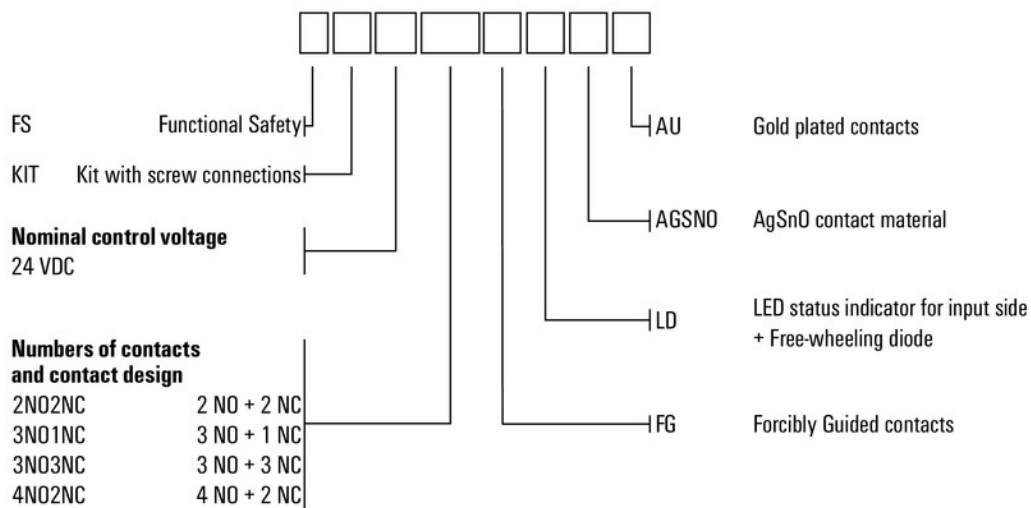 FS Functional Safety
KIT Kit with screw connections
Nominal control voltage
24 VDC
Numbers of contacts
and contact design
2NO2NC 2 NO + 2 NC
3NO1NC 3 NO + 1 NC
3NO3NC 3 NO + 3 NC
4NO2NC 4 NO + 2 NC
AU Gold plated contacts
AGSNO AgSnO contact material
LD LED status indicator for input side
+ Free-wheeling diode
FG Forcibly Guided contacts